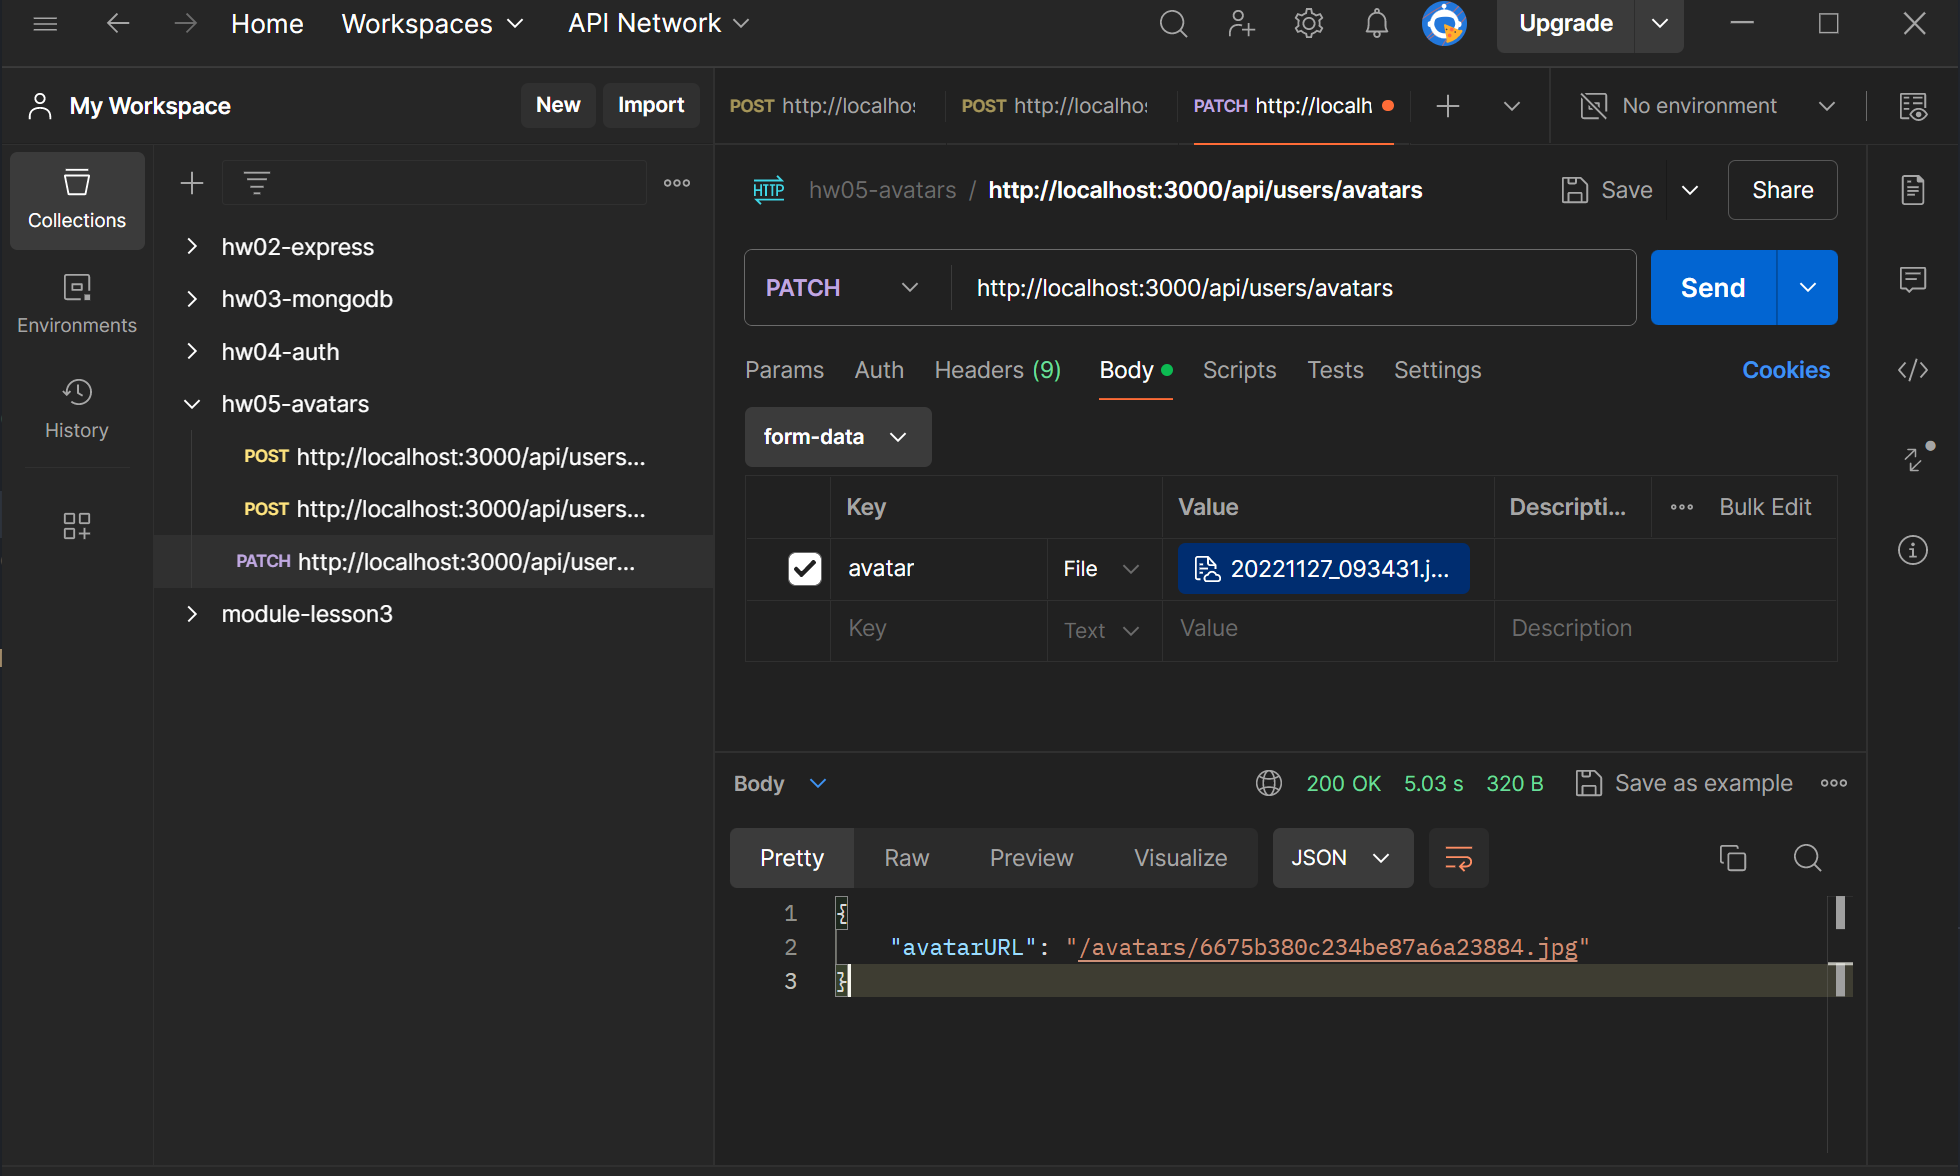 Home Workspaces API Network Upgrade
My Workspace New Import
POST http://localho POST http://localho PATCH http://localh No environment
Collections
Environments
History
hw02-express
hw03-mongodb
hw04-auth
hw05-avatars
POST http://localhost:3000/api/users...
POST http://localhost:3000/api/users...
PATCH http://localhost:3000/api/user...
module-lesson3
HTTP hw05-avatars / http://localhost:3000/api/users/avatars Save Share
PATCH http://localhost:3000/api/users/avatars Send
Params Auth Headers (9) Body Scripts Tests Settings Cookies
form-data
Key Value Descripti... Bulk Edit
avatar File 20221127_093431.j...
Key Text Value Description
Body 200 OK 5.03 s 320 B Save as example
Pretty Raw Preview Visualize JSON
1 {
2 "avatarURL": "/avatars/6675b380c234be87a6a23884.jpg"
3 }